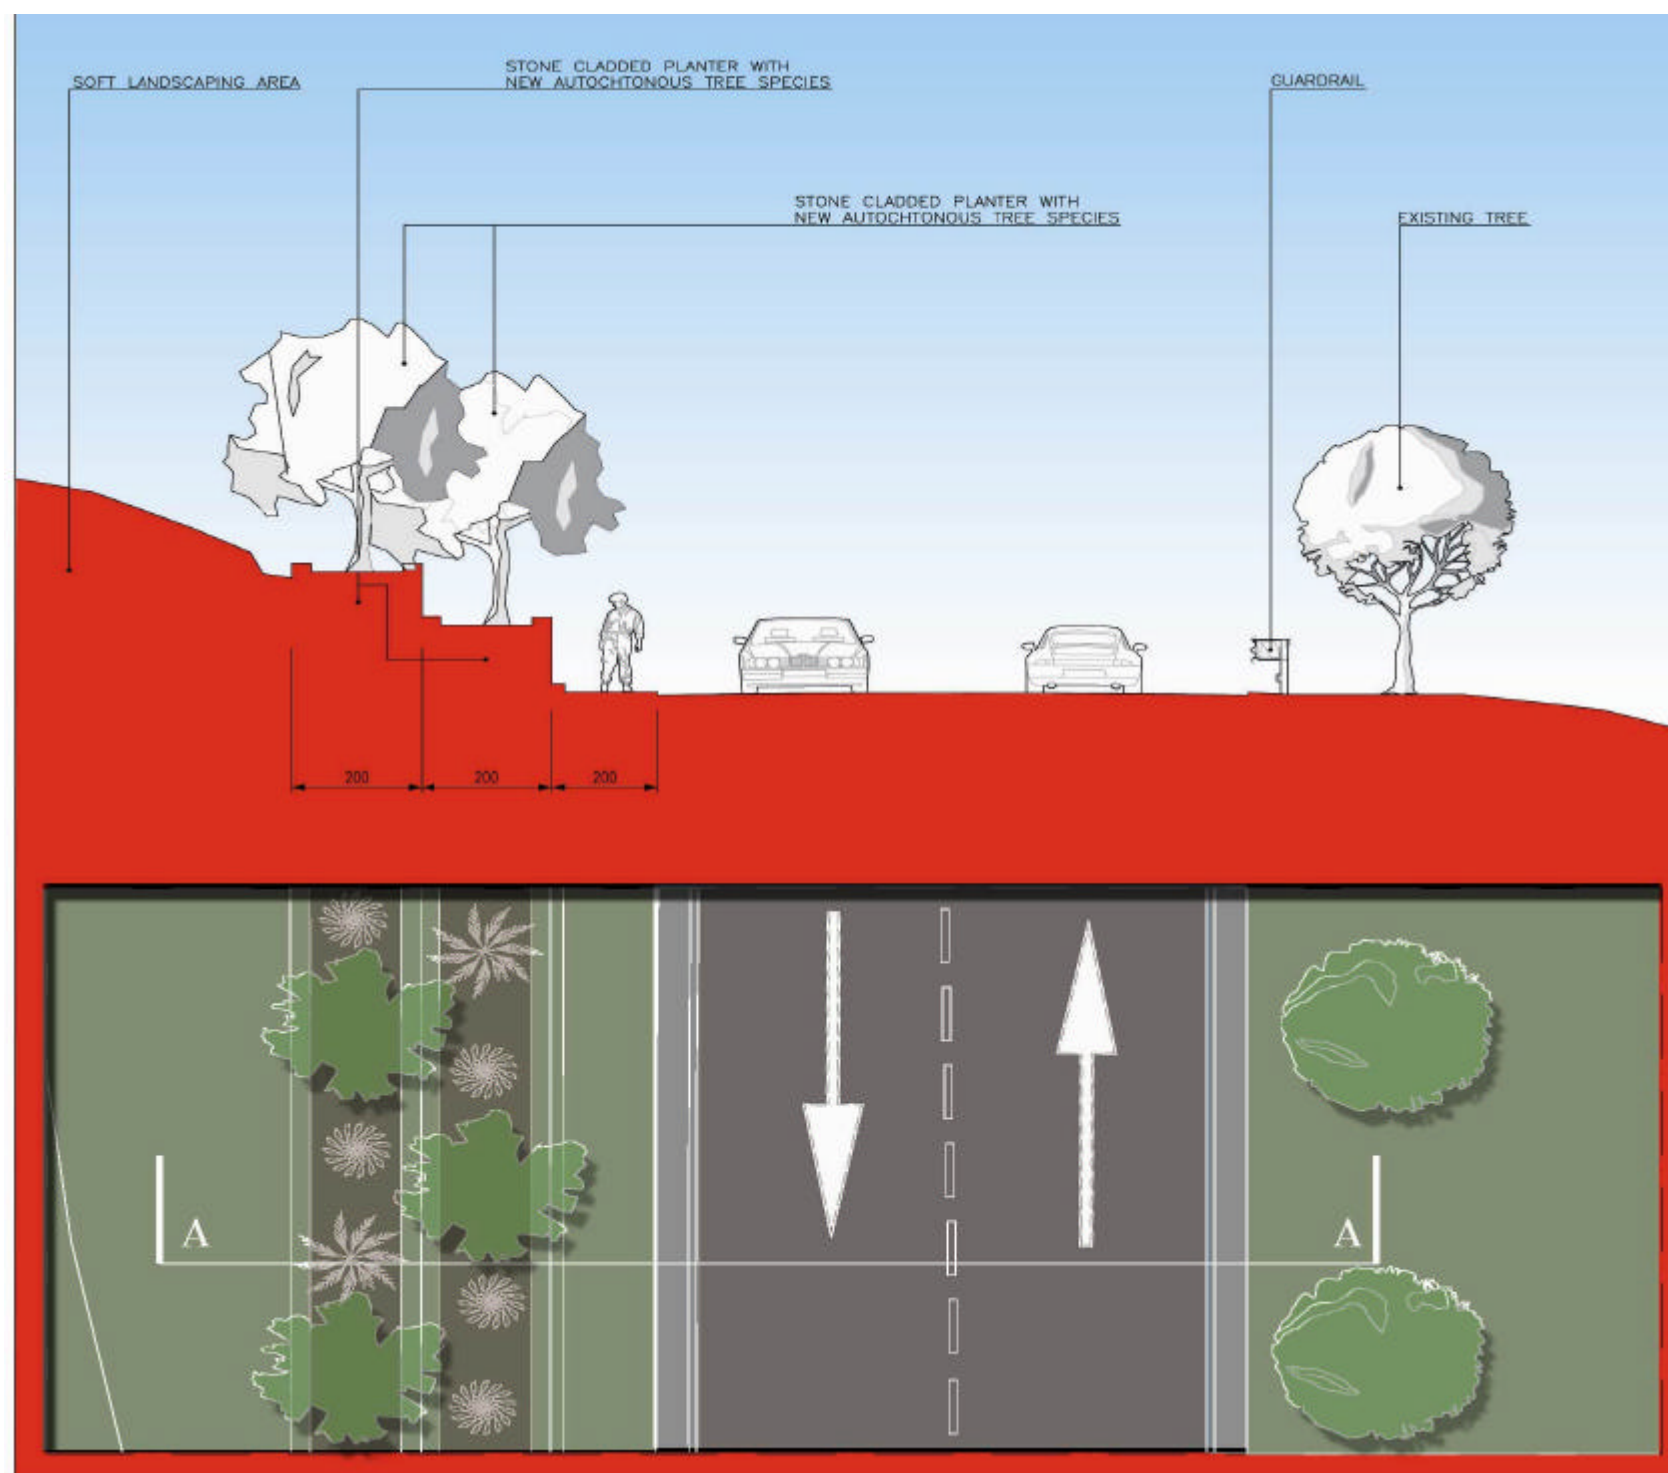 SOFT LANDSCAPING AREA
STONE CLADDED PLANTER WITH
NEW AUTOCHTONOUS TREE SPECIES
GUARDRAIL
STONE CLADDED PLANTER WITH
NEW AUTOCHTONOUS TREE SPECIES
EXISTING TREE
200
200
200
A
A